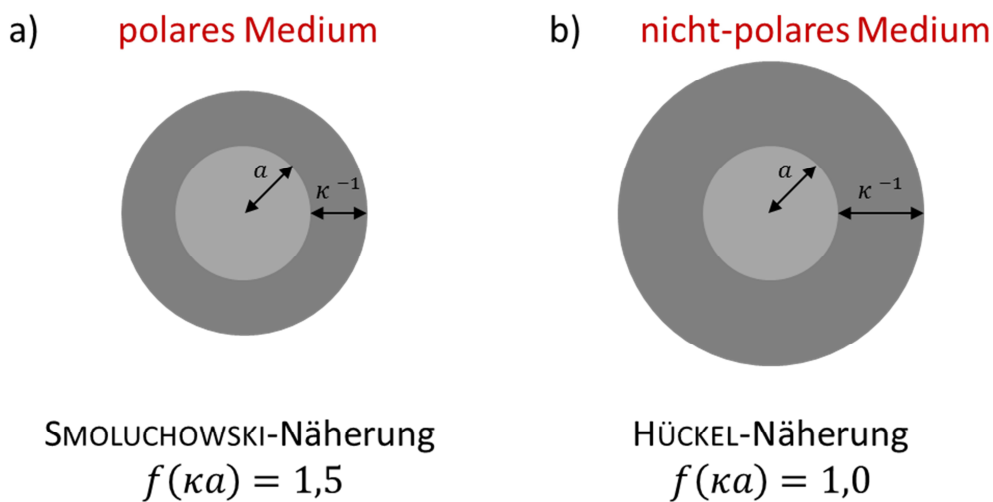 a) polares Medium
b) nicht-polares Medium
a
κ ⁻¹
a
κ ⁻¹
SMOLUCHOWSKI-Näherung
f(κa) = 1,5
HÜCKEL-Näherung
f(κa) = 1,0